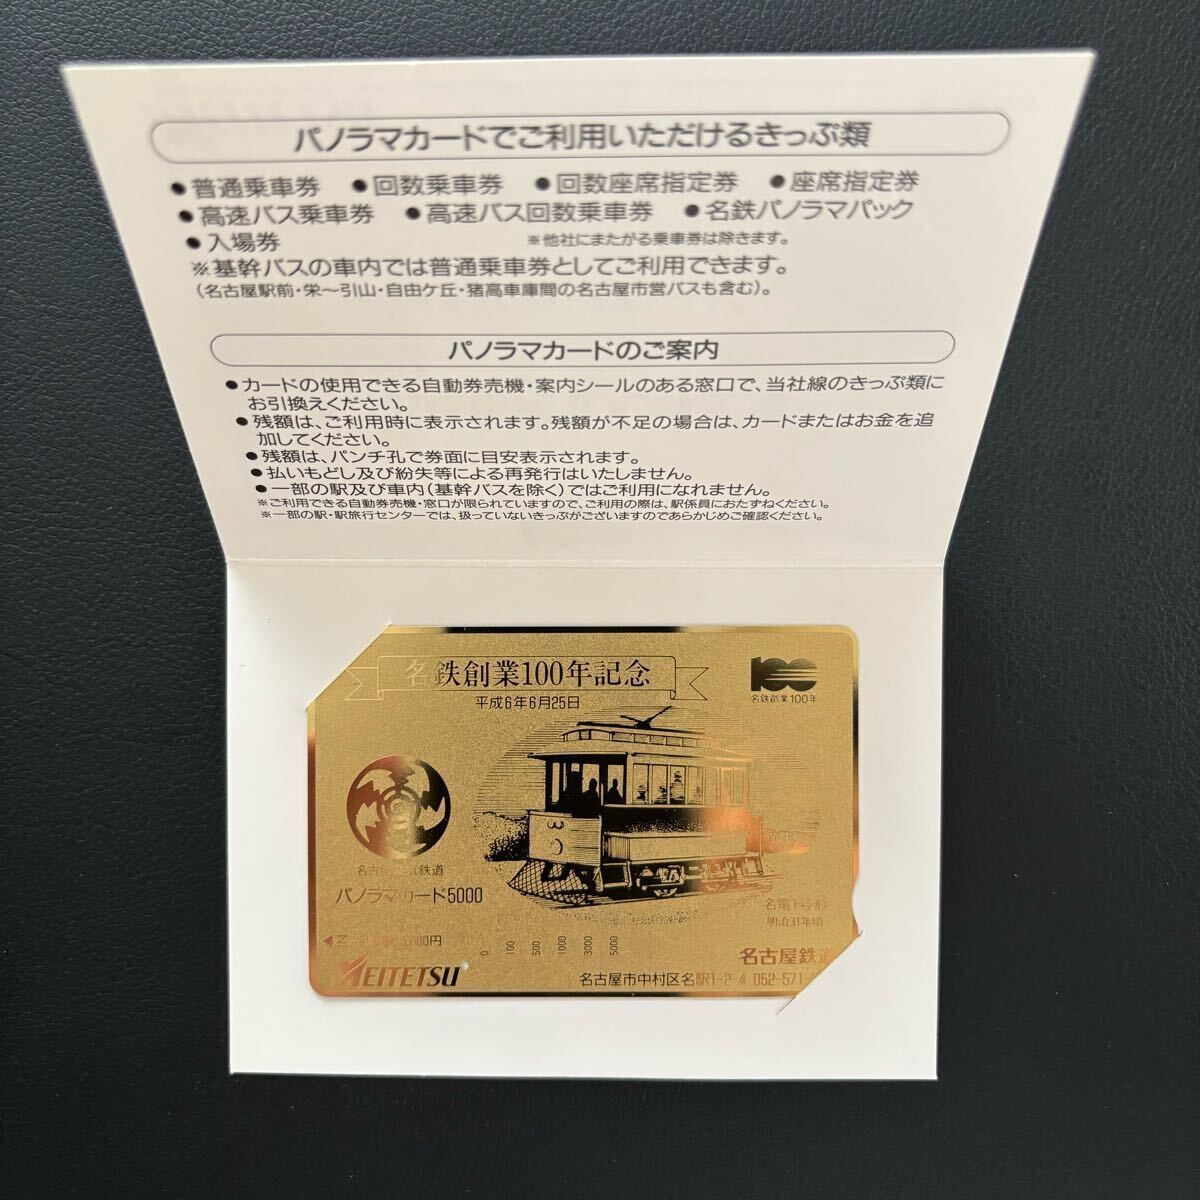 パノラマカードでご利用いただけるきっぷ類
●普通乗車券 ●回数乗車券 ●回数座席指定券 ●座席指定券
●高速バス乗車券 ●高速バス回数乗車券 ●名鉄パノラマパック
●入場券 ※他社にまたがる乗車券は除きます。
※基幹バスの車内では普通乗車券としてご利用できます。
(名古屋駅前・栄〜引山・自由ケ丘・猪高車庫間の名古屋市営バスも含む)。
パノラマカードのご案内
●カードの使用できる自動券売機・案内シールのある窓口で、当社線のきっぷ類に
お引換えください。
●残額は、ご利用時に表示されます。残額が不足の場合は、カードまたはお金を追
加してください。
●残額は、パンチ孔で券面に目安表示されます。
●払いもどし及び紛失等による再発行はいたしません。
●一部の駅及び車内(基幹バスを除く)ではご利用になれません。
※ご利用できる自動券売機・窓口が限られていますので、ご利用の際は、駅係員におたずねください。
※一部の駅・駅旅行センターでは、扱っていないきっぷがございますのであらかじめご確認ください。
名鉄創業100年記念
平成6年6月25日
100
名鉄創業100年
3
名古 鉄道
パノラマカード5000
名電1号形
明治31年頃
◀N 円
0 100 500 1000 3000 5000
MEITETSU
名古屋鉄道
名古屋市中村区名駅1-2-4 052-571-